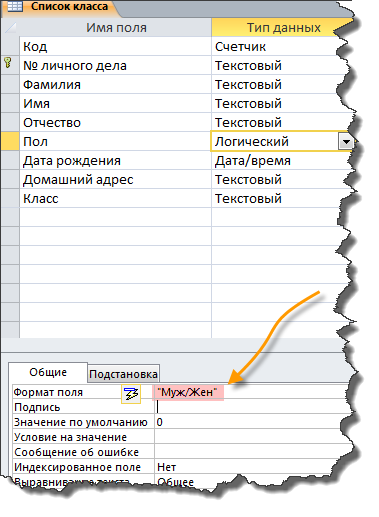 Список класса
Имя поля Тип данных
Код Счетчик
№ личного дела Текстовый
Фамилия Текстовый
Имя Текстовый
Отчество Текстовый
Пол Логический
Дата рождения Дата/время
Домашний адрес Текстовый
Класс Текстовый
Общие Подстановка
Формат поля "Муж/Жен"
Подпись
Значение по умолчанию 0
Условие на значение
Сообщение об ошибке
Индексированное поле Нет
Выравнивание текста Общее